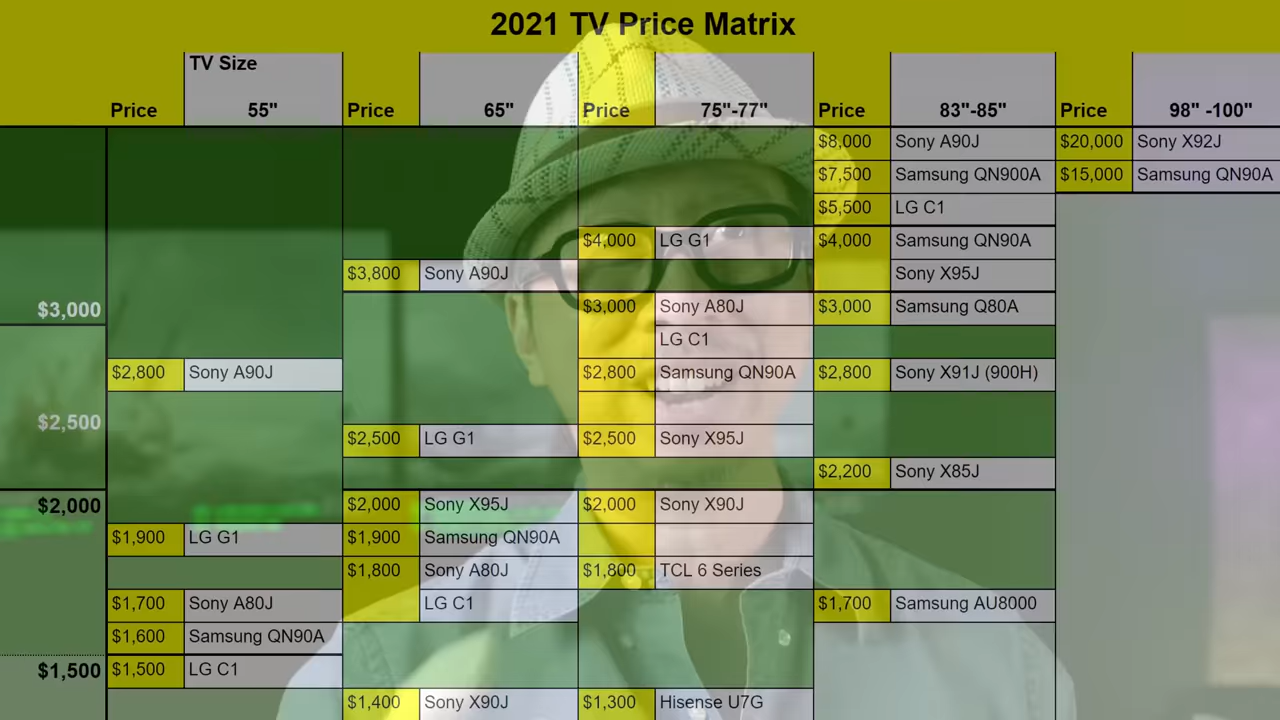 2021 TV Price Matrix
TV Size
Price 55" Price 65" Price 75"-77" Price 83"-85" Price 98" -100"
$8,000 Sony A90J $20,000 Sony X92J
$7,500 Samsung QN900A $15,000 Samsung QN90A
$5,500 LG C1
$4,000 LG G1 $4,000 Samsung QN90A
$3,800 Sony A90J Sony X95J
$3,000 $3,000 Sony A80J $3,000 Samsung Q80A
LG C1
$2,800 Sony A90J $2,800 Samsung QN90A $2,800 Sony X91J (900H)
$2,500 $2,500 LG G1 $2,500 Sony X95J
$2,200 Sony X85J
$2,000 $2,000 Sony X95J $2,000 Sony X90J
$1,900 LG G1 $1,900 Samsung QN90A
$1,800 Sony A80J $1,800 TCL 6 Series
$1,700 Sony A80J LG C1 $1,700 Samsung AU8000
$1,600 Samsung QN90A
$1,500 $1,500 LG C1
$1,400 Sony X90J $1,300 Hisense U7G